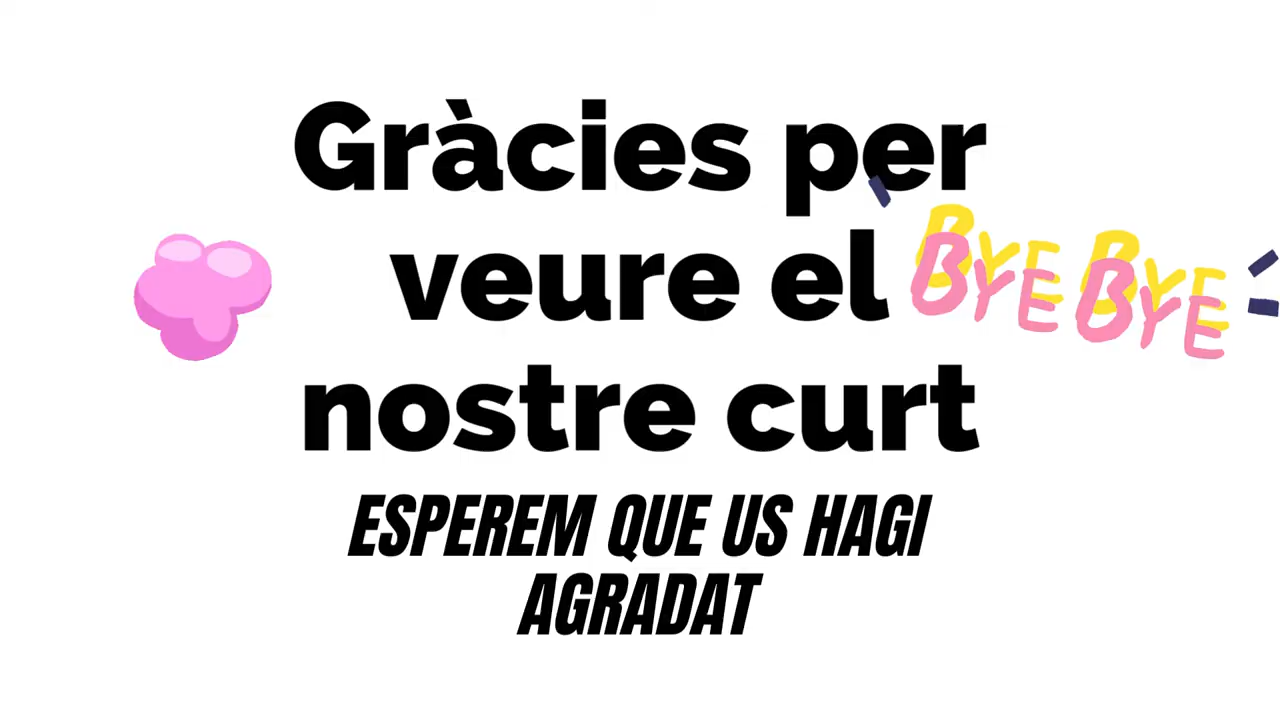 Gràcies per
veure el
BYE BYE
nostre curt
ESPEREM QUE US HAGI
AGRADAT